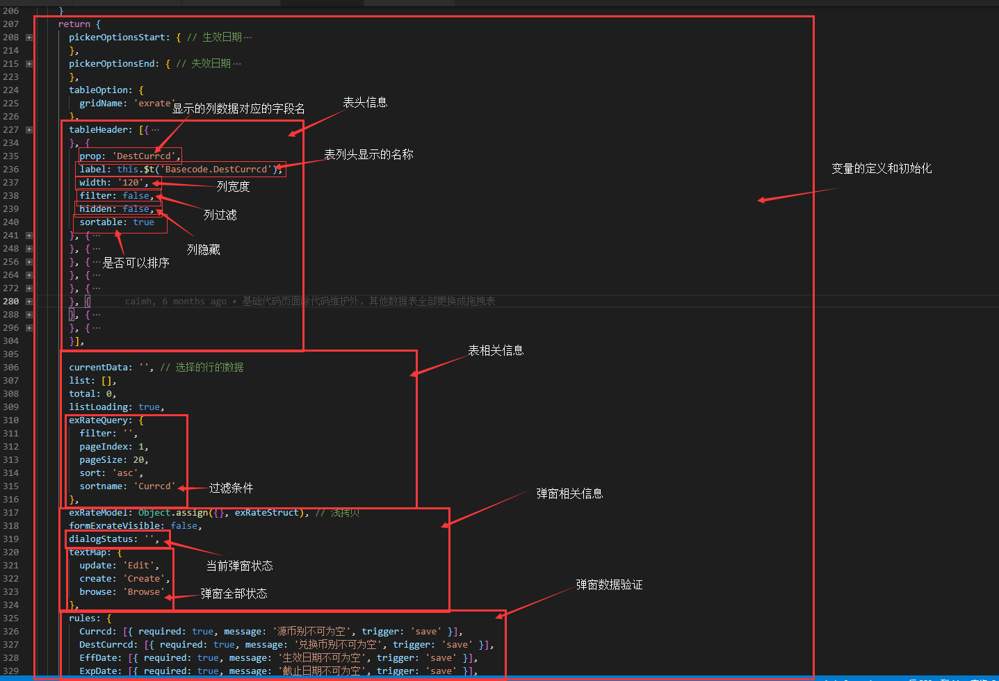 206 }
207 return {
208 pickerOptionsStart: { // 生效日期 ···
214 },
215 pickerOptionsEnd: { // 失效日期 ···
223 },
224 tableOption: {
225 gridName: 'exrate'
显示的列数据对应的字段名
表头信息
226 },
227 tableHeader: [{ ···
234 }, {
235 prop: 'DestCurrcd',
表列头显示的名称
236 label: this.$t('Basecode.DestCurrcd'),
变量的定义和初始化
237 width: '120',
列宽度
238 filter: false,
239 hidden: false,
列过滤
240 sortable: true
241 }, { ···
248 }, { ···
列隐藏
256 }, { ···
是否可以排序
264 }, { ···
272 }, { ···
280 }, { caimh, 6 months ago • 基础代码页面除代码维护外，其他数据表全部更换成拖拽表
288 }, { ···
296 }, { ···
304 }],
305
表相关信息
306 currentData: '', // 选择的行的数据
307 list: [],
308 total: 0,
309 listLoading: true,
310 exRateQuery: {
311 filter: '',
312 pageIndex: 1,
313 pageSize: 20,
314 sort: 'asc',
315 sortname: 'Currcd'
过滤条件
弹窗相关信息
316 },
317 exRateModel: Object.assign({}, exRateStruct), // 浅拷贝
318 formExrateVisible: false,
319 dialogStatus: '',
320 textMap: {
321 update: 'Edit',
当前弹窗状态
322 create: 'Create',
弹窗数据验证
323 browse: 'Browse'
弹窗全部状态
324 },
325 rules: {
326 Currcd: [{ required: true, message: '源币别不可为空', trigger: 'save' }],
327 DestCurrcd: [{ required: true, message: '兑换币别不可为空', trigger: 'save' }],
328 EffDate: [{ required: true, message: '生效日期不可为空', trigger: 'save' }],
329 ExpDate: [{ required: true, message: '截止日期不可为空', trigger: 'save' }],